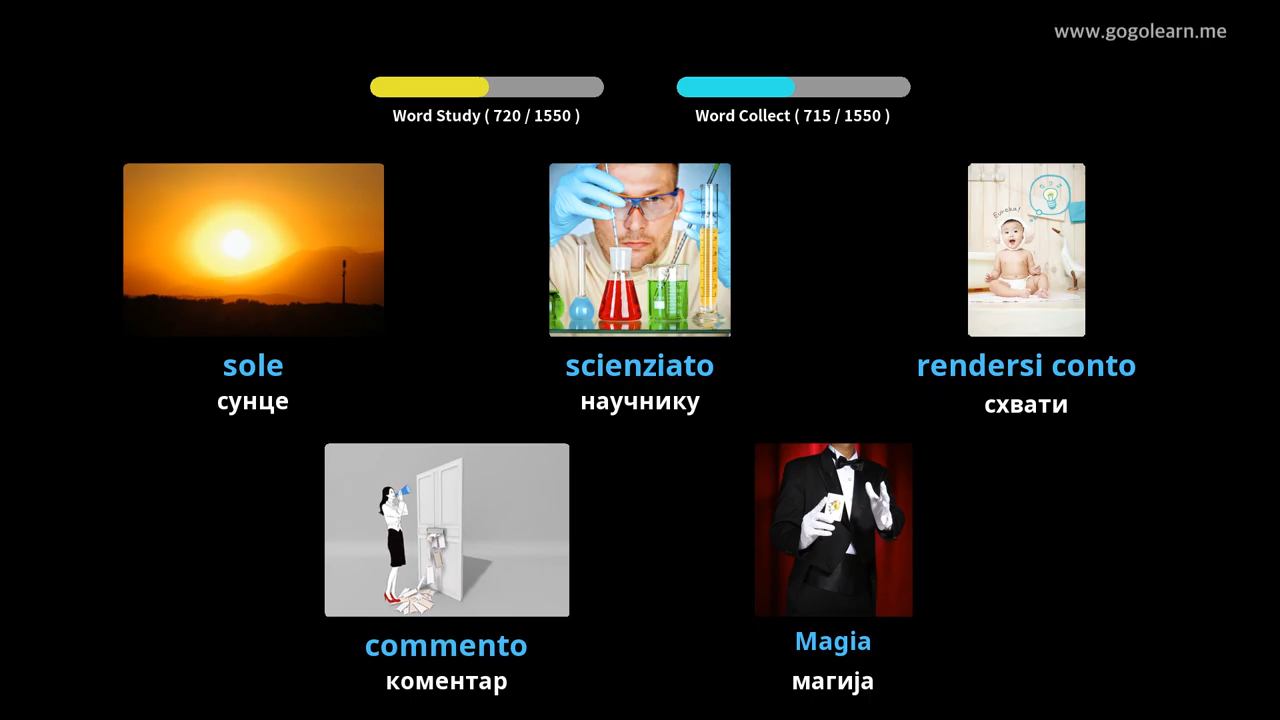 www.gogolearn.me
Word Study ( 720 / 1550 )
Word Collect ( 715 / 1550 )
Eureka!
sole
сунце
scienziato
научнику
rendersi conto
схвати
commento
коментар
Magia
магија